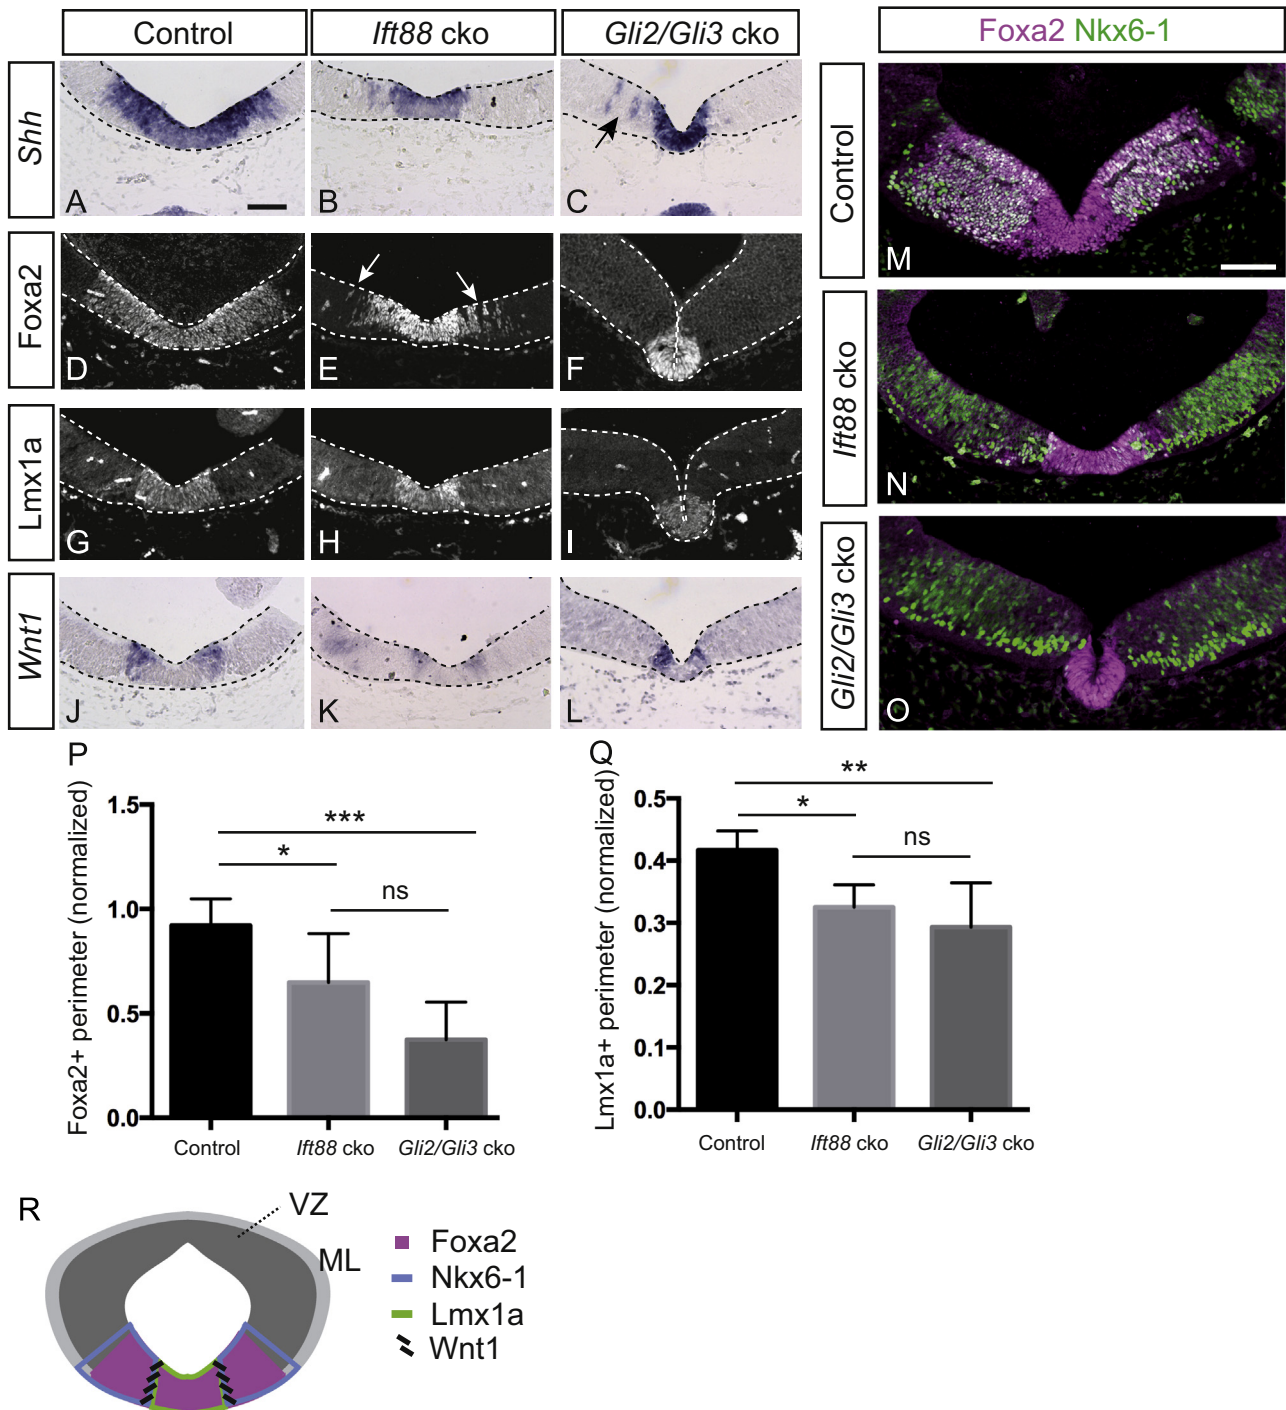 Control
Ift88 cko
Gli2/Gli3 cko
Foxa2 Nkx6-1
Shh
A
B
C
Foxa2
D
E
F
Lmx1a
G
H
I
Wnt1
J
K
L
Control
M
Ift88 cko
N
Gli2/Gli3 cko
O
P
Foxa2+ perimeter (normalized)
1.5
1.0
0.5
0.0
***
*
ns
Control
Ift88 cko
Gli2/Gli3 cko
Q
Lmx1a+ perimeter (normalized)
0.5
0.4
0.3
0.2
0.1
0.0
**
*
ns
Control
Ift88 cko
Gli2/Gli3 cko
R
VZ
ML
Foxa2
Nkx6-1
Lmx1a
Wnt1